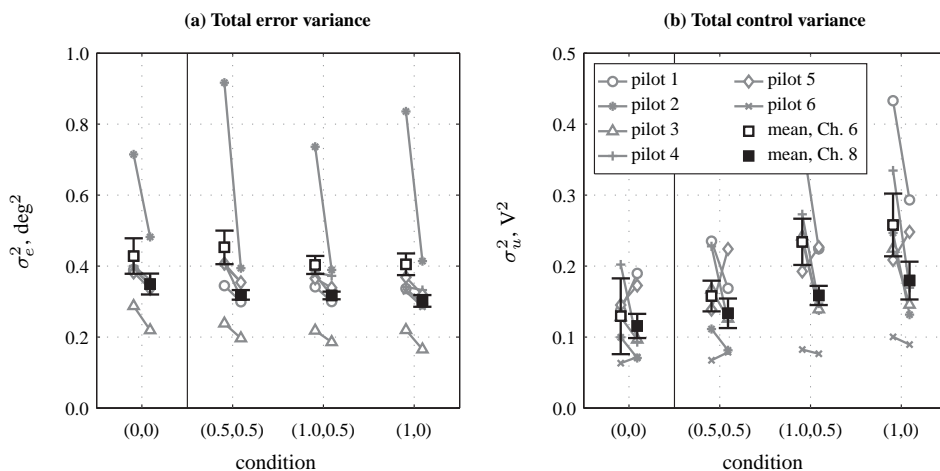 (a) Total error variance
σ²ₑ, deg²
1.0
0.8
0.6
0.4
0.2
0.0
(0,0)
(0.5,0.5)
(1.0,0.5)
(1,0)
condition
(b) Total control variance
σ²ᵤ, V²
0.5
0.4
0.3
0.2
0.1
0.0
pilot 1
pilot 2
pilot 3
pilot 4
pilot 5
pilot 6
mean, Ch. 6
mean, Ch. 8
(0,0)
(0.5,0.5)
(1.0,0.5)
(1,0)
condition